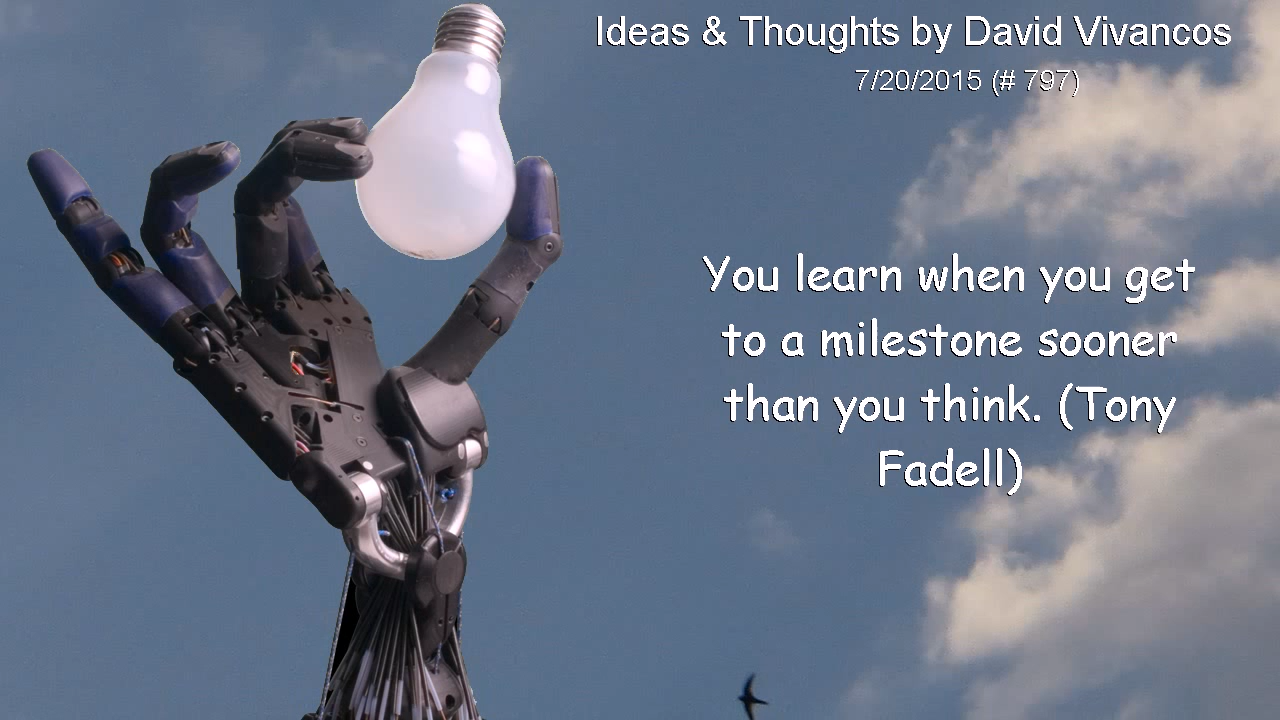 Ideas & Thoughts by David Vivancos
7/20/2015 (# 797)
You learn when you get
to a milestone sooner
than you think. (Tony
Fadell)